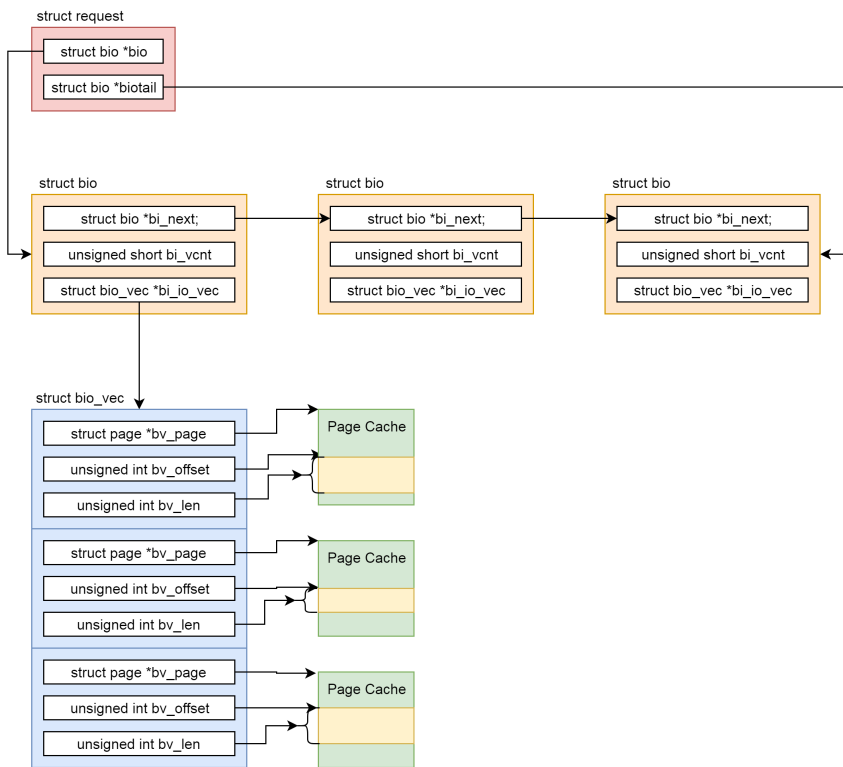 struct request
struct bio *bio
struct bio *biotail
struct bio
struct bio
struct bio
struct bio *bi_next;
struct bio *bi_next;
struct bio *bi_next;
unsigned short bi_vcnt
unsigned short bi_vcnt
unsigned short bi_vcnt
struct bio_vec *bi_io_vec
struct bio_vec *bi_io_vec
struct bio_vec *bi_io_vec
struct bio_vec
struct page *bv_page
Page Cache
unsigned int bv_offset
unsigned int bv_len
struct page *bv_page
Page Cache
unsigned int bv_offset
unsigned int bv_len
struct page *bv_page
Page Cache
unsigned int bv_offset
unsigned int bv_len